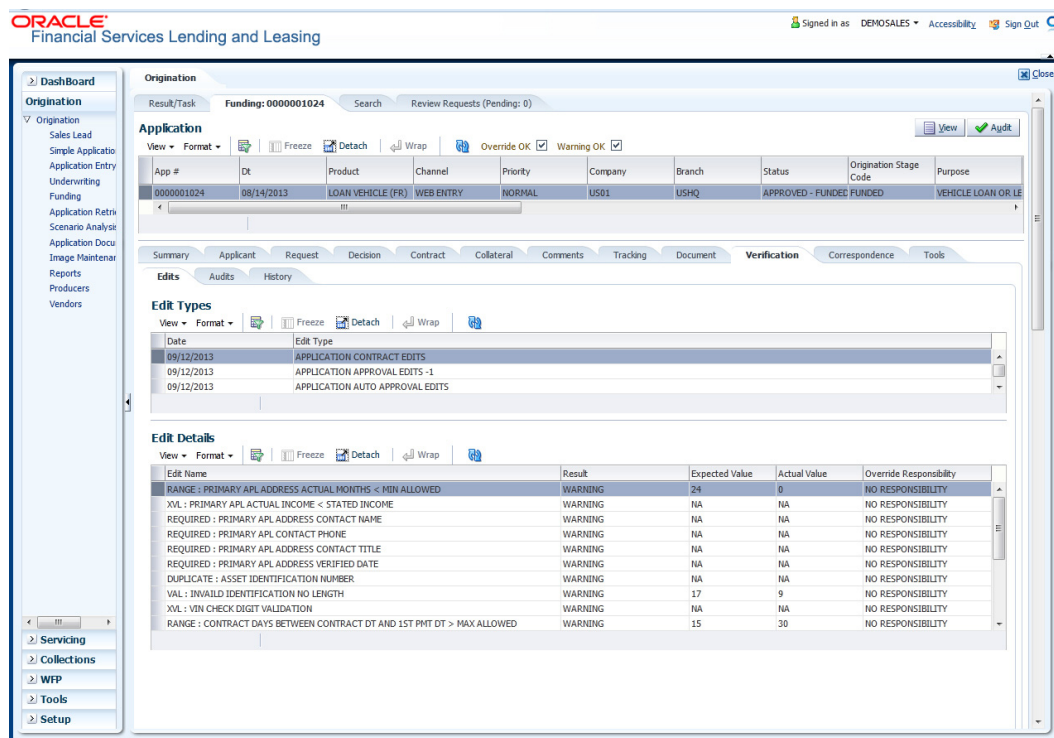 ORACLE®
Financial Services Lending and Leasing
Signed in as DEMOSALES Accessibility Sign Out
Close
DashBoard
Origination
Origination
Sales Lead
Simple Applicatio
Application Entry
Underwriting
Funding
Application Retri
Scenario Analysis
Application Docu
Image Maintenan
Reports
Producers
Vendors
Servicing
Collections
WFP
Tools
Setup
Origination
Result/Task Funding: 0000001024 Search Review Requests (Pending: 0)
Application
View Audit
View Format Freeze Detach Wrap Override OK Warning OK
App # Dt Product Channel Priority Company Branch Status Origination Stage Code Purpose
0000001024 08/14/2013 LOAN VEHICLE (FR) WEB ENTRY NORMAL US01 USHQ APPROVED - FUNDED FUNDED VEHICLE LOAN OR LE
Summary Applicant Request Decision Contract Collateral Comments Tracking Document Verification Correspondence Tools
Edits Audits History
Edit Types
View Format Freeze Detach Wrap
Date Edit Type
09/12/2013 APPLICATION CONTRACT EDITS
09/12/2013 APPLICATION APPROVAL EDITS -1
09/12/2013 APPLICATION AUTO APPROVAL EDITS
Edit Details
View Format Freeze Detach Wrap
Edit Name Result Expected Value Actual Value Override Responsibility
RANGE : PRIMARY APL ADDRESS ACTUAL MONTHS < MIN ALLOWED WARNING 24 0 NO RESPONSIBILITY
XVL : PRIMARY APL ACTUAL INCOME < STATED INCOME WARNING NA NA NO RESPONSIBILITY
REQUIRED : PRIMARY APL ADDRESS CONTACT NAME WARNING NA NA NO RESPONSIBILITY
REQUIRED : PRIMARY APL CONTACT PHONE WARNING NA NA NO RESPONSIBILITY
REQUIRED : PRIMARY APL ADDRESS CONTACT TITLE WARNING NA NA NO RESPONSIBILITY
REQUIRED : PRIMARY APL ADDRESS VERIFIED DATE WARNING NA NA NO RESPONSIBILITY
DUPLICATE : ASSET IDENTIFICATION NUMBER WARNING NA NA NO RESPONSIBILITY
VAL : INVAILD IDENTIFICATION NO LENGTH WARNING 17 9 NO RESPONSIBILITY
XVL : VIN CHECK DIGIT VALIDATION WARNING NA NA NO RESPONSIBILITY
RANGE : CONTRACT DAYS BETWEEN CONTRACT DT AND 1ST PMT DT > MAX ALLOWED WARNING 15 30 NO RESPONSIBILITY